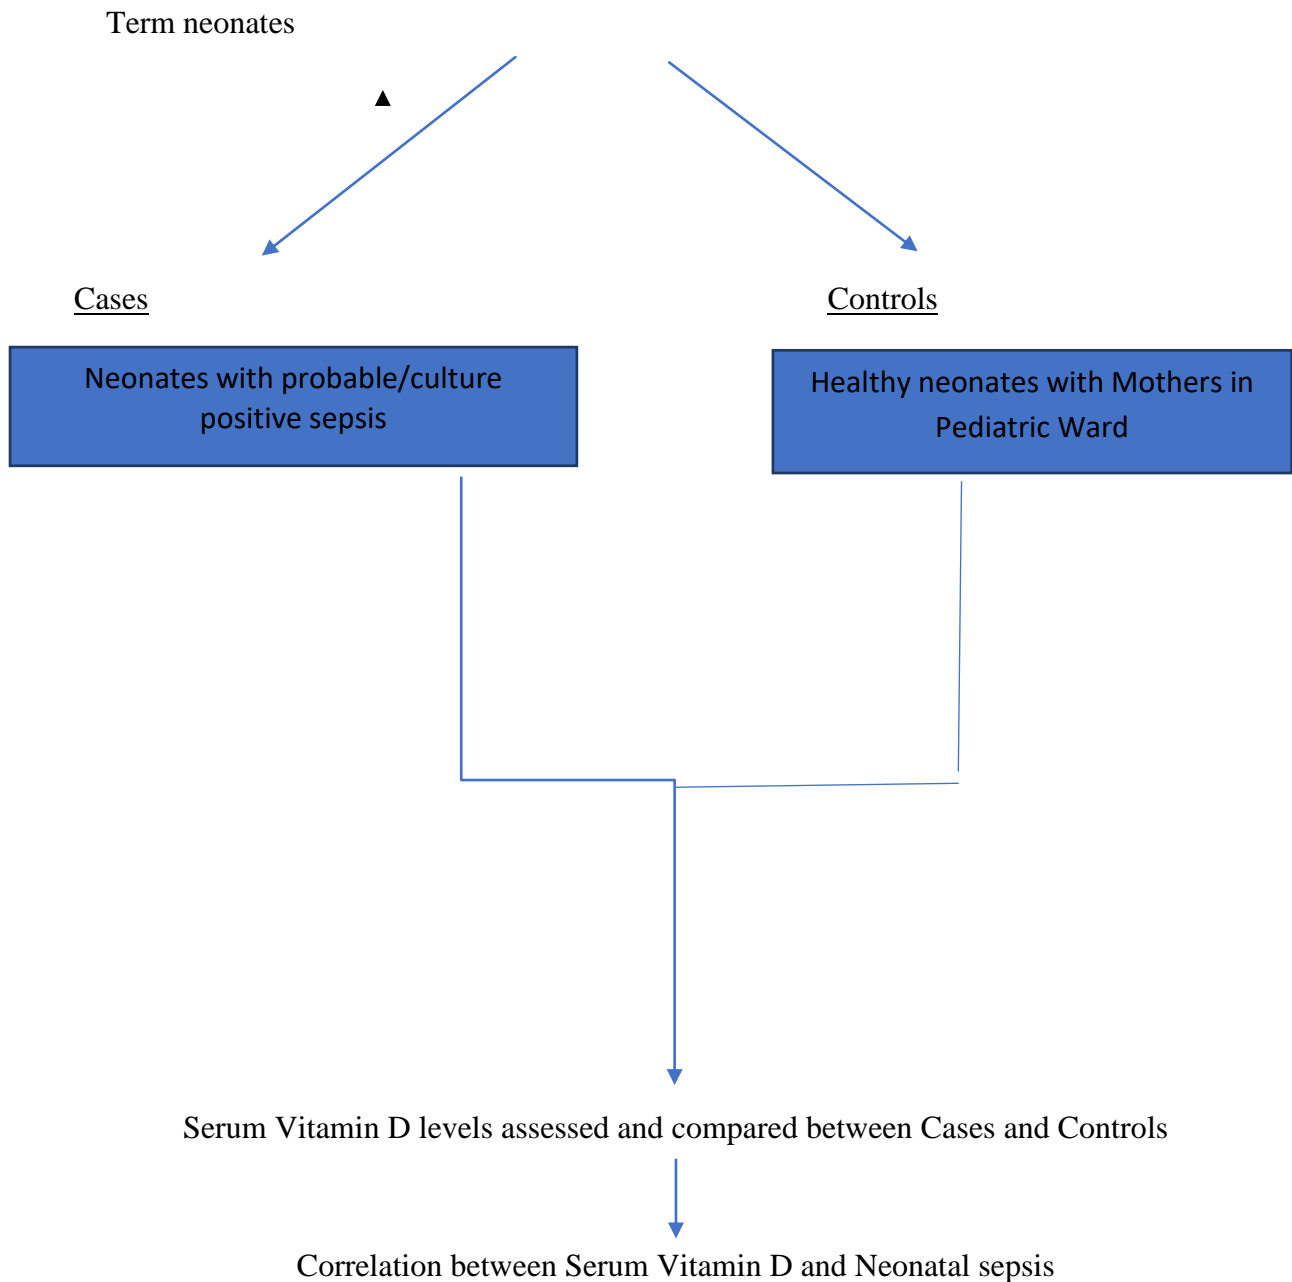 Term neonates
Cases
Controls
Neonates with probable/culture
positive sepsis
Healthy neonates with Mothers in
Pediatric Ward
Serum Vitamin D levels assessed and compared between Cases and Controls
Correlation between Serum Vitamin D and Neonatal sepsis